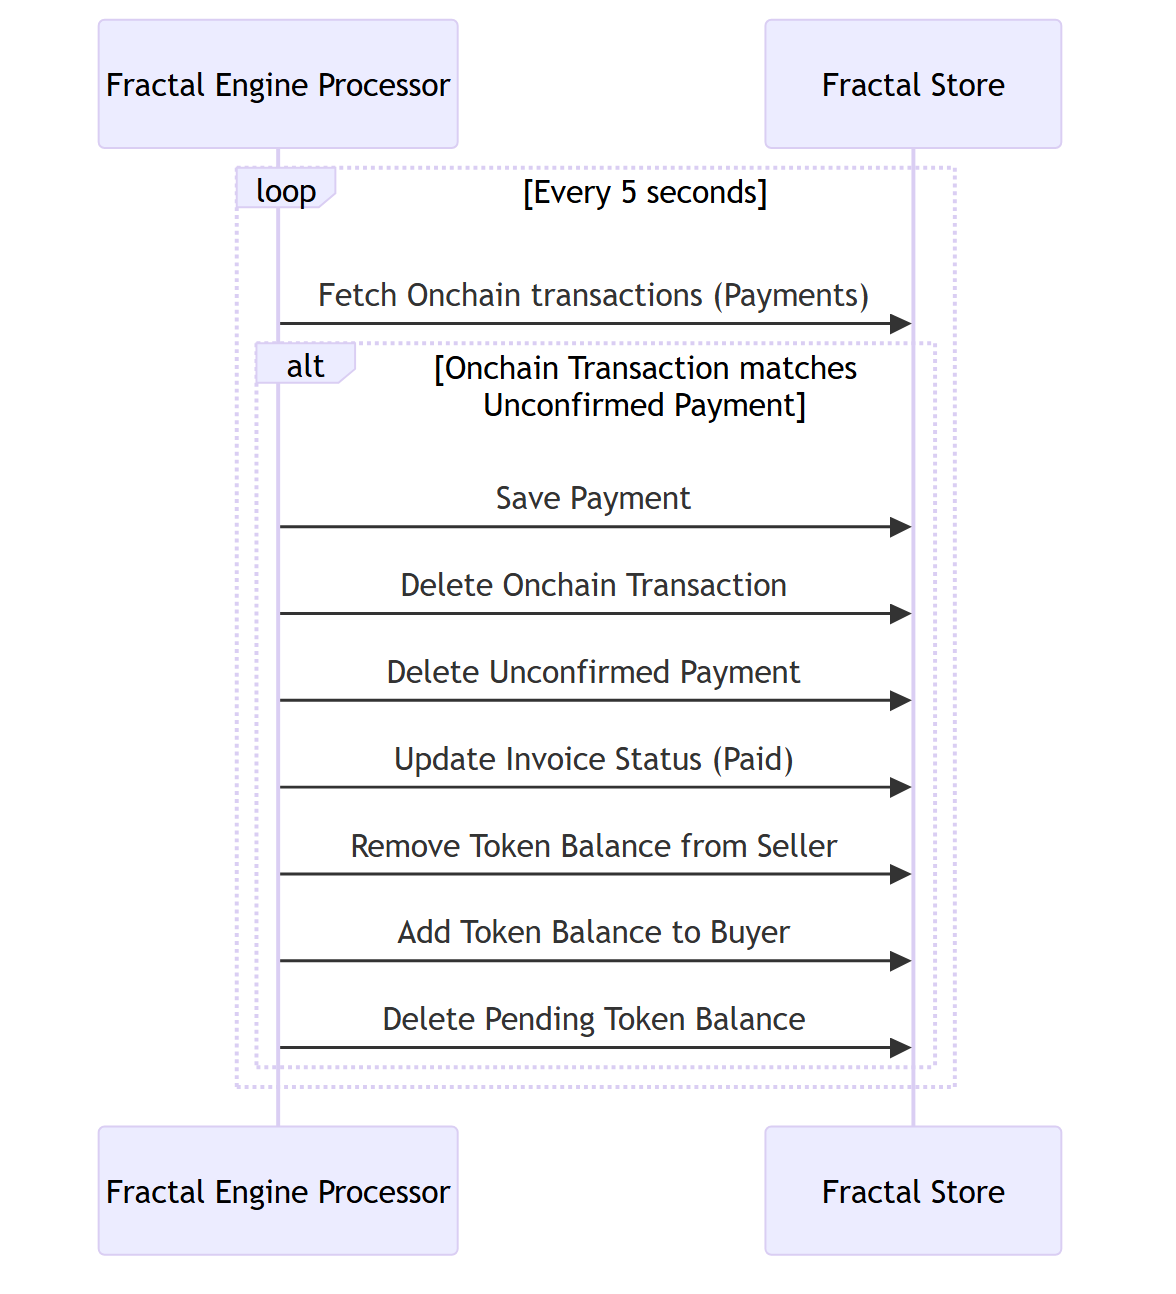 Fractal Engine Processor
Fractal Store
loop
[Every 5 seconds]
Fetch Onchain transactions (Payments)
alt
[Onchain Transaction matches
Unconfirmed Payment]
Save Payment
Delete Onchain Transaction
Delete Unconfirmed Payment
Update Invoice Status (Paid)
Remove Token Balance from Seller
Add Token Balance to Buyer
Delete Pending Token Balance
Fractal Engine Processor
Fractal Store